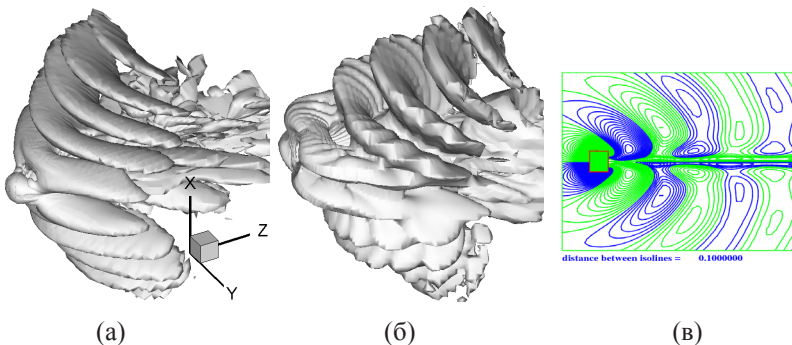 X
Z
Y
distance between isolines = 0.1000000
(а) (б) (в)